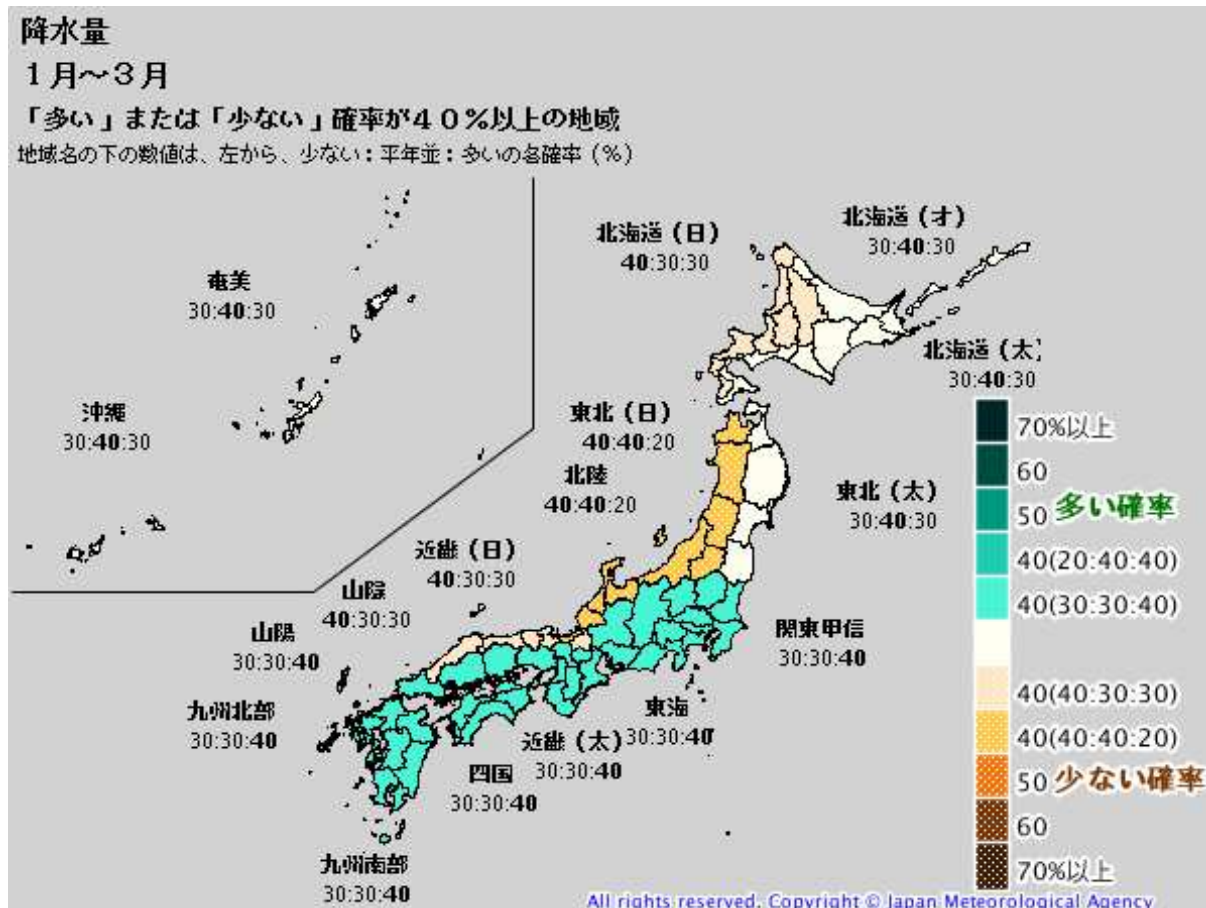 降水量
1月〜3月
「多い」または「少ない」確率が40%以上の地域
地域名の下の数値は、左から、少ない:平年並:多いの各確率(%)
北海道(日)
40:30:30
北海道(オ)
30:40:30
奄美
30:40:30
北海道(太)
30:40:30
沖縄
30:40:30
東北(日)
40:40:20
北陸
40:40:20
東北(太)
30:40:30
近畿(日)
40:30:30
山陰
40:30:30
山陽
30:30:40
関東甲信
30:30:40
九州北部
30:30:40
東海
30:30:40
近畿(太)
30:30:40
四国
30:30:40
九州南部
30:30:40
70%以上
60
50 多い確率
40(20:40:40)
40(30:30:40)
40(40:30:30)
40(40:40:20)
50 少ない確率
60
70%以上
All rights reserved. Copyright © Japan Meteorological Agency